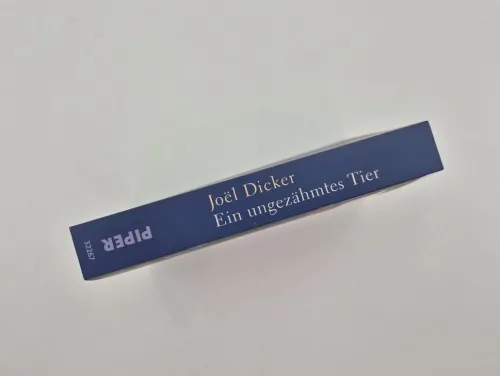 Joël Dicker
Ein ungezähmtes Tier
PIPER
32267